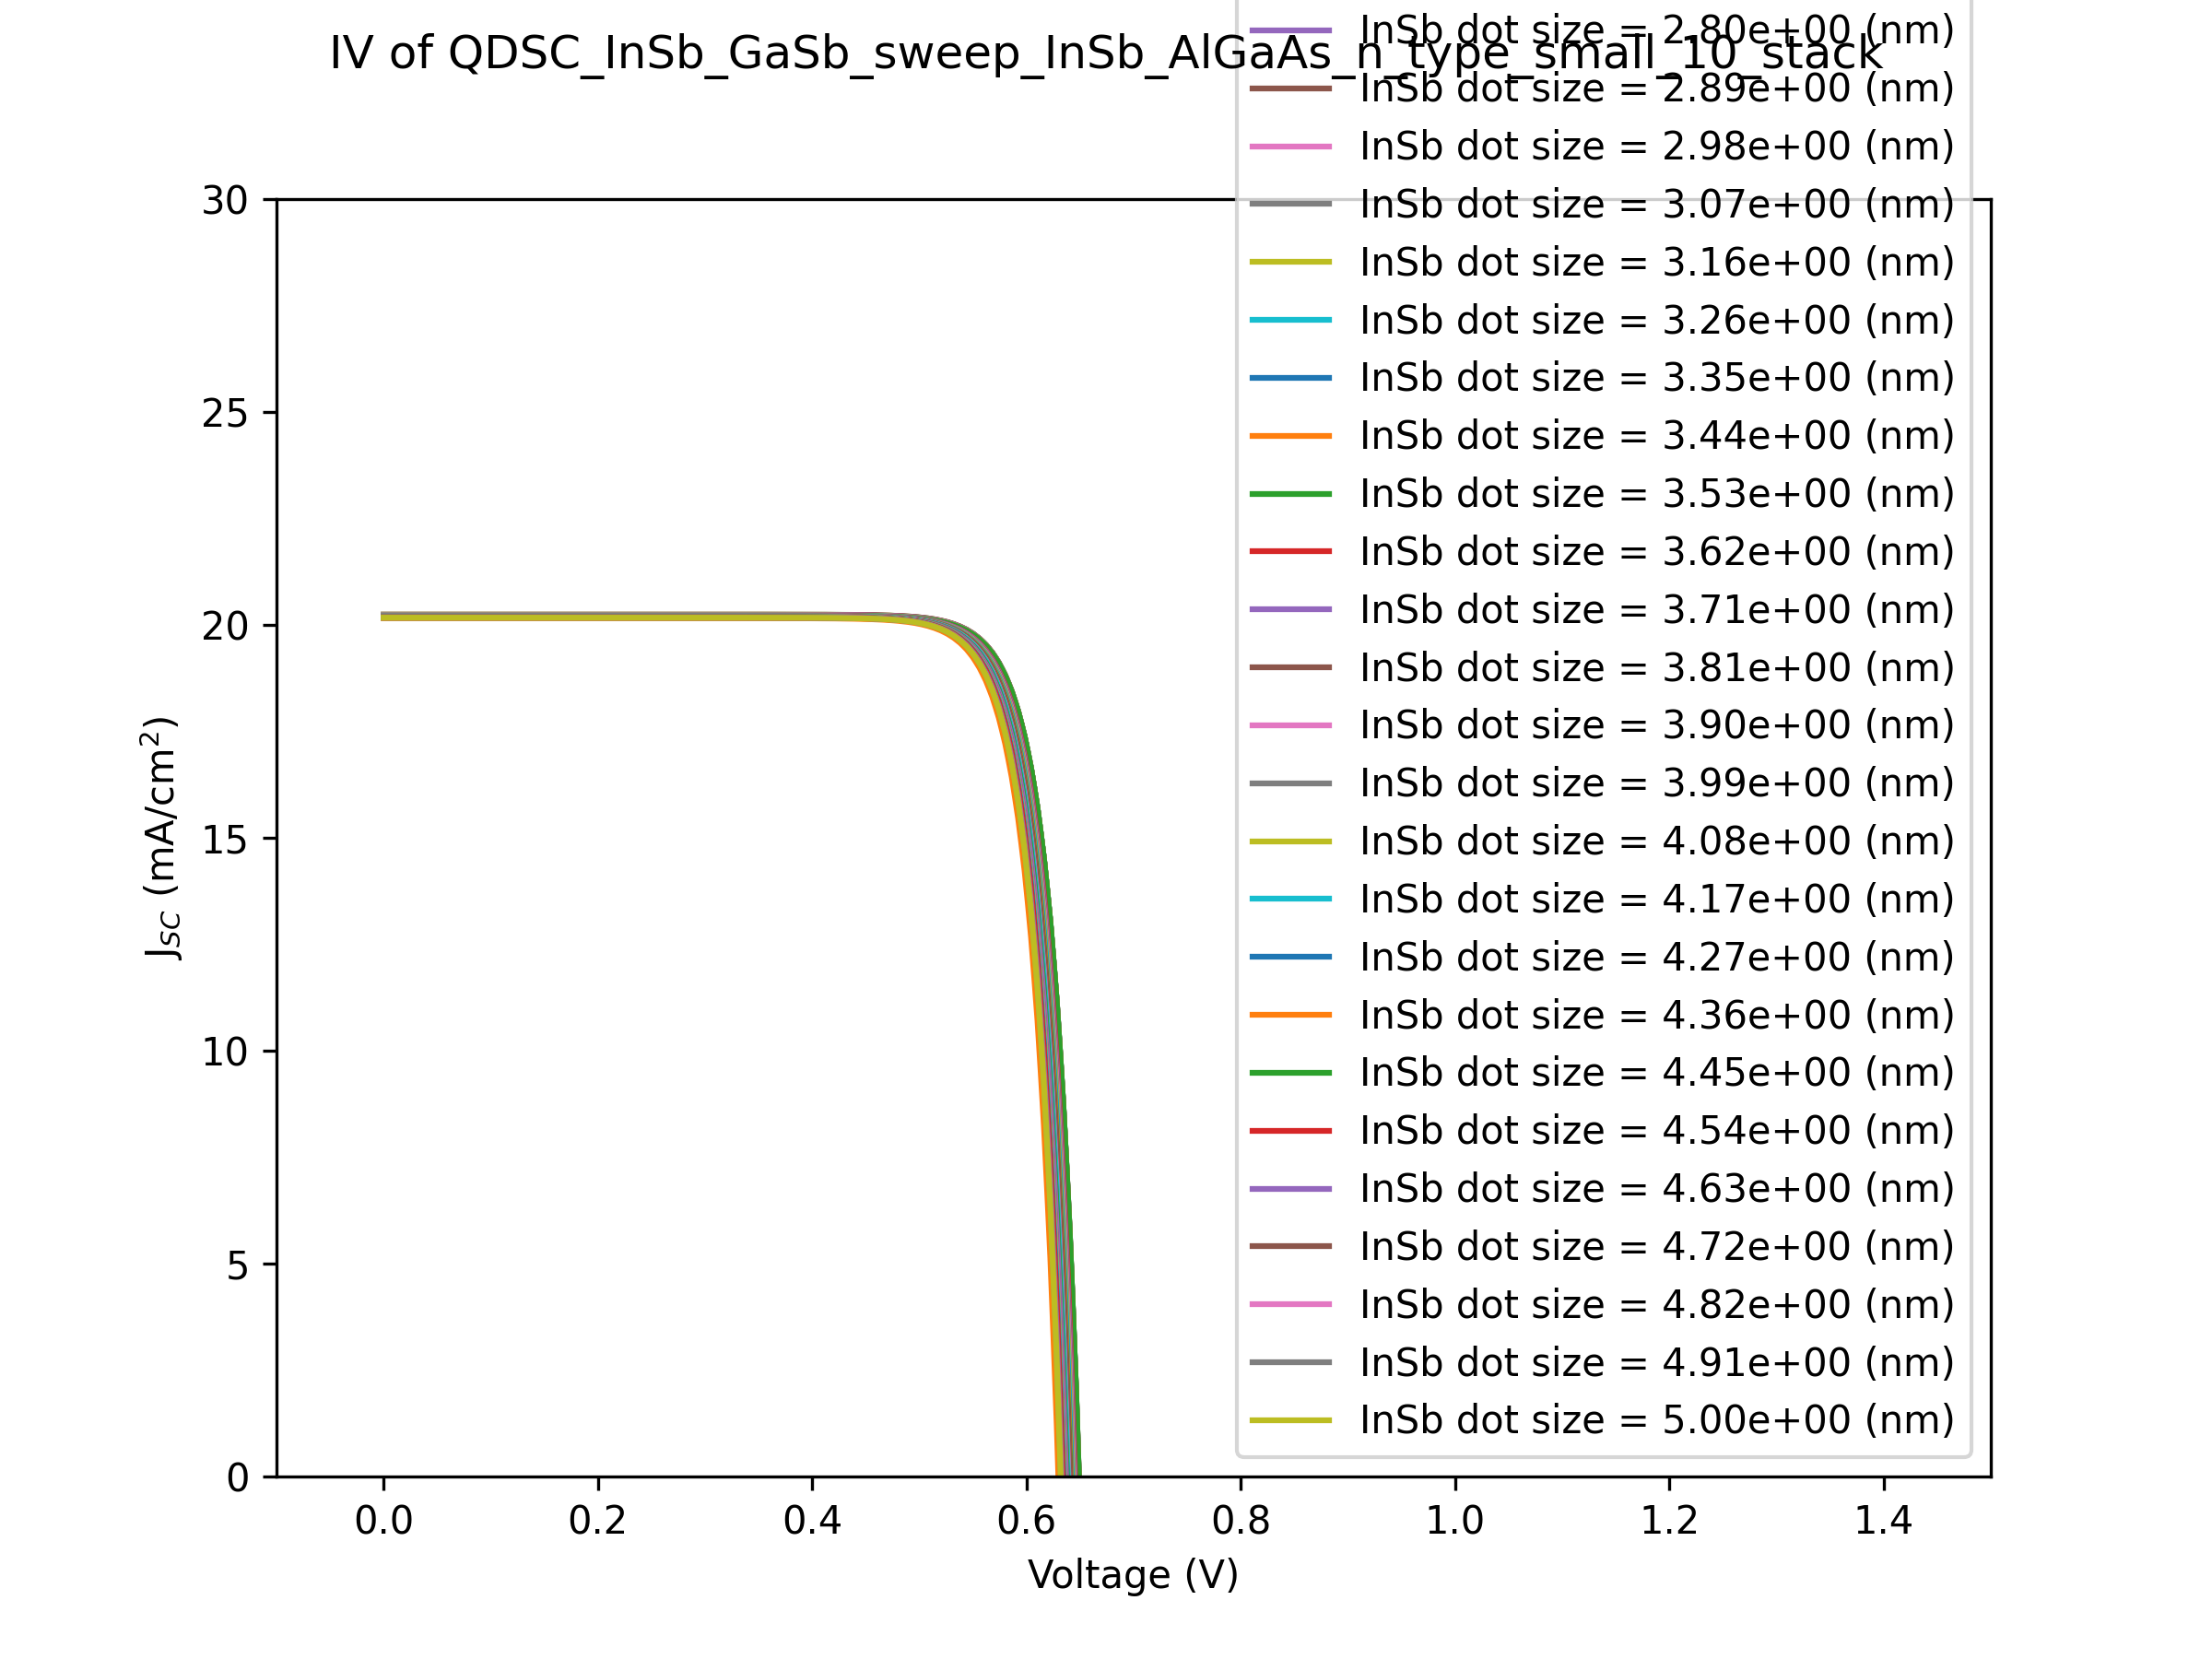 IV of QDSC_InSb_GaSb_sweep_InSb_AlGaAs_n_type_small_10_stack
InSb dot size = 2.80e+00 (nm)
InSb dot size = 2.89e+00 (nm)
InSb dot size = 2.98e+00 (nm)
InSb dot size = 3.07e+00 (nm)
InSb dot size = 3.16e+00 (nm)
InSb dot size = 3.26e+00 (nm)
InSb dot size = 3.35e+00 (nm)
InSb dot size = 3.44e+00 (nm)
InSb dot size = 3.53e+00 (nm)
InSb dot size = 3.62e+00 (nm)
InSb dot size = 3.71e+00 (nm)
InSb dot size = 3.81e+00 (nm)
InSb dot size = 3.90e+00 (nm)
InSb dot size = 3.99e+00 (nm)
InSb dot size = 4.08e+00 (nm)
InSb dot size = 4.17e+00 (nm)
InSb dot size = 4.27e+00 (nm)
InSb dot size = 4.36e+00 (nm)
InSb dot size = 4.45e+00 (nm)
InSb dot size = 4.54e+00 (nm)
InSb dot size = 4.63e+00 (nm)
InSb dot size = 4.72e+00 (nm)
InSb dot size = 4.82e+00 (nm)
InSb dot size = 4.91e+00 (nm)
InSb dot size = 5.00e+00 (nm)
30
25
20
15
10
5
0
J_SC (mA/cm²)
0.0 0.2 0.4 0.6 0.8 1.0 1.2 1.4
Voltage (V)